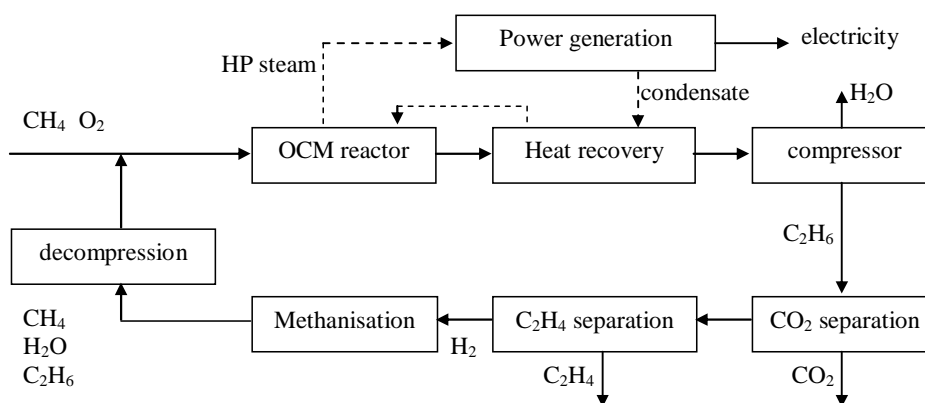 Power generation
electricity
HP steam
condensate
H₂O
CH₄ O₂
OCM reactor
Heat recovery
compressor
C₂H₆
decompression
CH₄
H₂O
C₂H₆
Methanisation
H₂
C₂H₄ separation
CO₂ separation
C₂H₄
CO₂